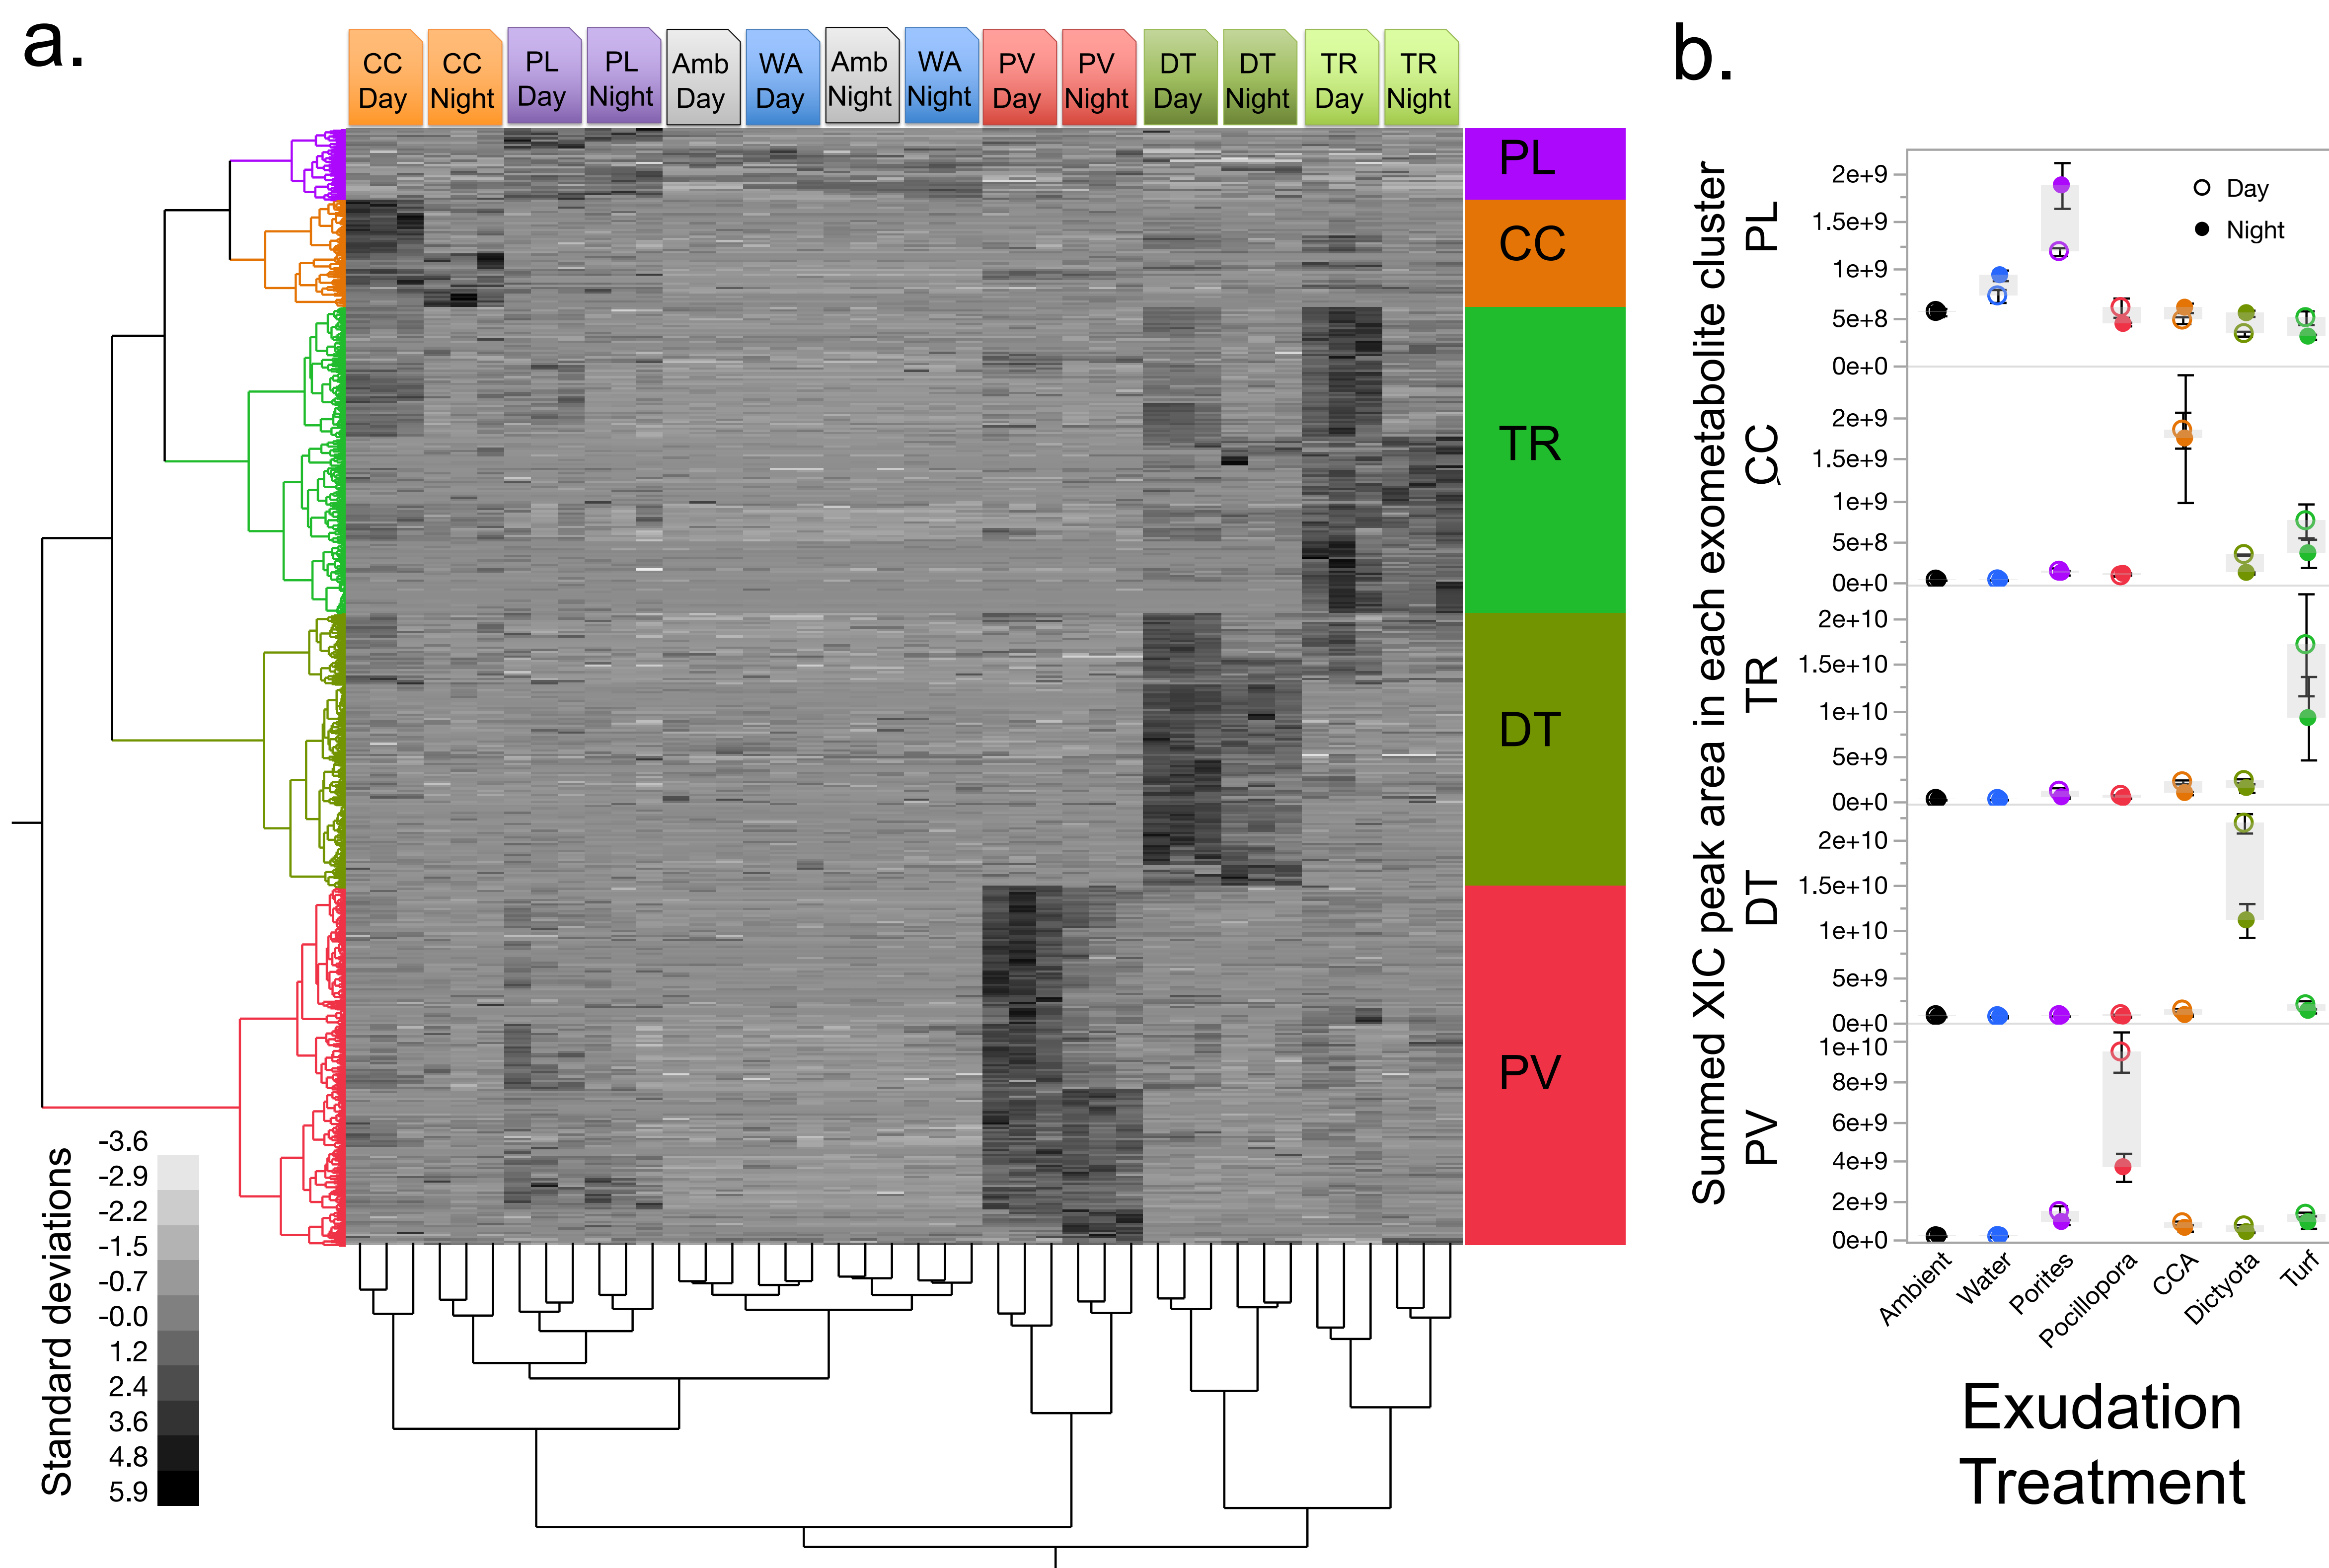 a.
CC Day
CC Night
PL Day
PL Night
Amb Day
WA Day
Amb Night
WA Night
PV Day
PV Night
DT Day
DT Night
TR Day
TR Night
PL
CC
TR
DT
PV
Standard deviations
-3.6
-2.9
-2.2
-1.5
-0.7
-0.0
1.2
2.4
3.6
4.8
5.9
b.
Summed XIC peak area in each exometabolite cluster
Day
Night
PL
2e+9
1.5e+9
1e+9
5e+8
0e+0
CC
2e+9
1.5e+9
1e+9
5e+8
0e+0
TR
2e+10
1.5e+10
1e+10
5e+9
0e+0
DT
2e+10
1.5e+10
1e+10
5e+9
0e+0
PV
1e+10
8e+9
6e+9
4e+9
2e+9
0e+0
Ambient
Water
Porites
Pocillopora
CCA
Dictyota
Turf
Exudation
Treatment